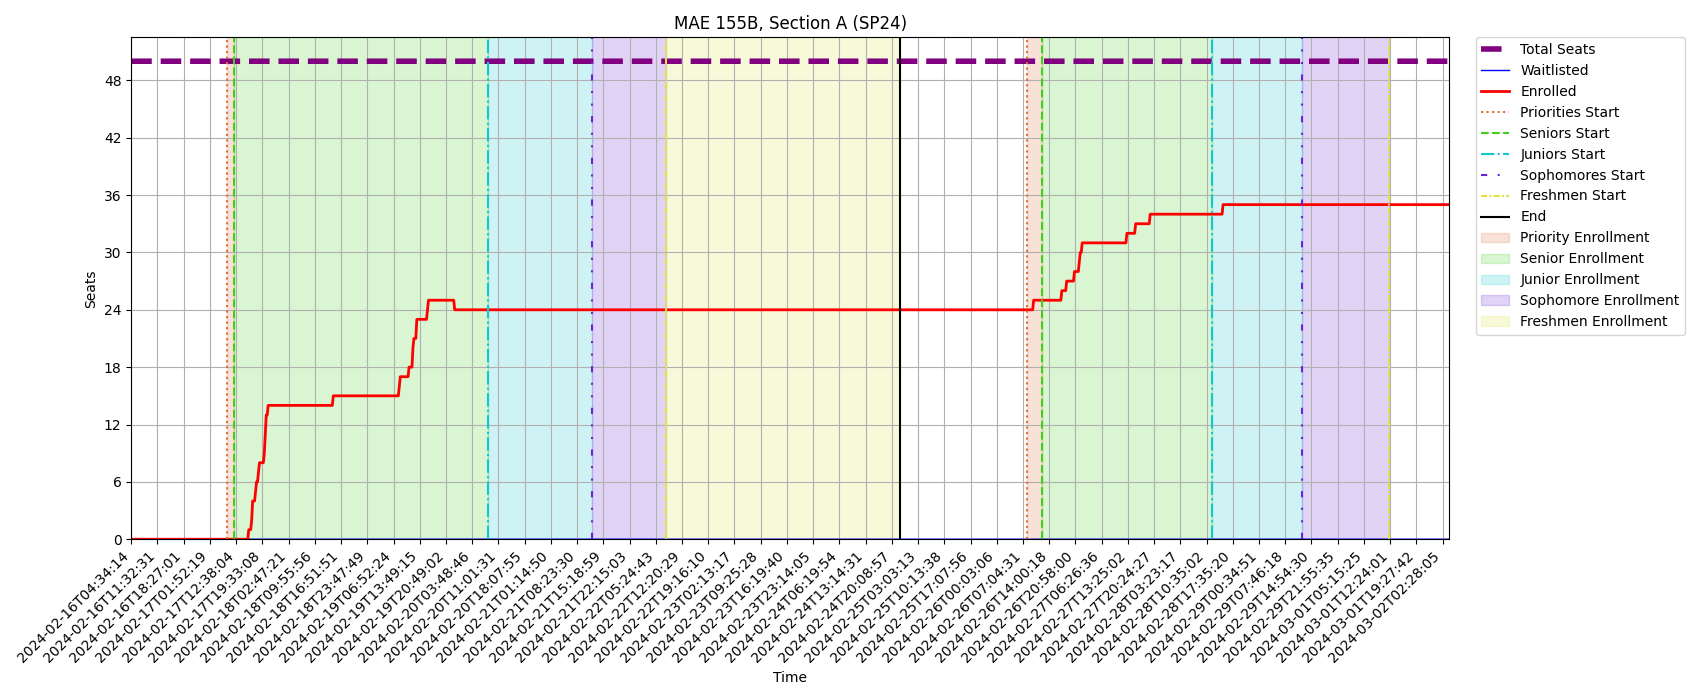 MAE 155B, Section A (SP24)
Seats
48
42
36
30
24
18
12
6
0
2024-02-16T04:34:14
2024-02-16T11:32:31
2024-02-16T18:27:01
2024-02-17T01:52:19
2024-02-17T12:38:04
2024-02-17T19:33:08
2024-02-18T02:47:21
2024-02-18T09:55:56
2024-02-18T16:51:51
2024-02-18T23:47:49
2024-02-19T06:52:24
2024-02-19T13:49:15
2024-02-19T20:49:02
2024-02-20T03:48:46
2024-02-20T11:01:31
2024-02-20T18:07:55
2024-02-21T01:14:50
2024-02-21T08:23:30
2024-02-21T15:18:59
2024-02-21T22:15:03
2024-02-22T05:24:43
2024-02-22T12:20:29
2024-02-22T19:16:10
2024-02-23T02:13:17
2024-02-23T09:25:28
2024-02-23T16:19:40
2024-02-23T23:14:05
2024-02-24T06:19:54
2024-02-24T13:14:31
2024-02-24T20:08:57
2024-02-25T03:03:13
2024-02-25T10:13:38
2024-02-25T17:07:56
2024-02-26T00:03:06
2024-02-26T07:04:31
2024-02-26T14:00:18
2024-02-26T20:58:00
2024-02-27T06:26:36
2024-02-27T13:25:02
2024-02-27T20:24:27
2024-02-28T03:23:17
2024-02-28T10:35:02
2024-02-28T17:35:20
2024-02-29T00:34:51
2024-02-29T07:46:18
2024-02-29T14:54:30
2024-02-29T21:55:35
2024-03-01T05:15:25
2024-03-01T12:24:01
2024-03-01T19:27:42
2024-03-02T02:28:05
Time
Total Seats
Waitlisted
Enrolled
Priorities Start
Seniors Start
Juniors Start
Sophomores Start
Freshmen Start
End
Priority Enrollment
Senior Enrollment
Junior Enrollment
Sophomore Enrollment
Freshmen Enrollment